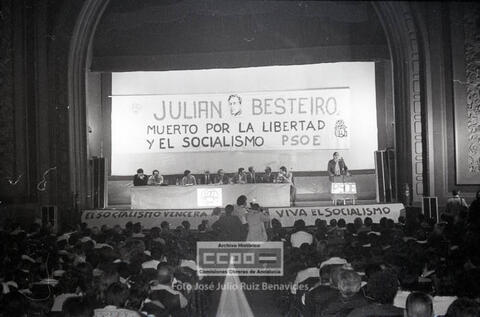 JULIAN BESTEIRO,
MUERTO POR LA LIBERTAD
Y EL SOCIALISMO PSOE
EL SOCIALISMO VENCERA
VIVA EL SOCIALISMO
Archivo Histórico
CCOO
Comisiones Obreras de Andalucía
Foto José Julio Ruiz Benavides